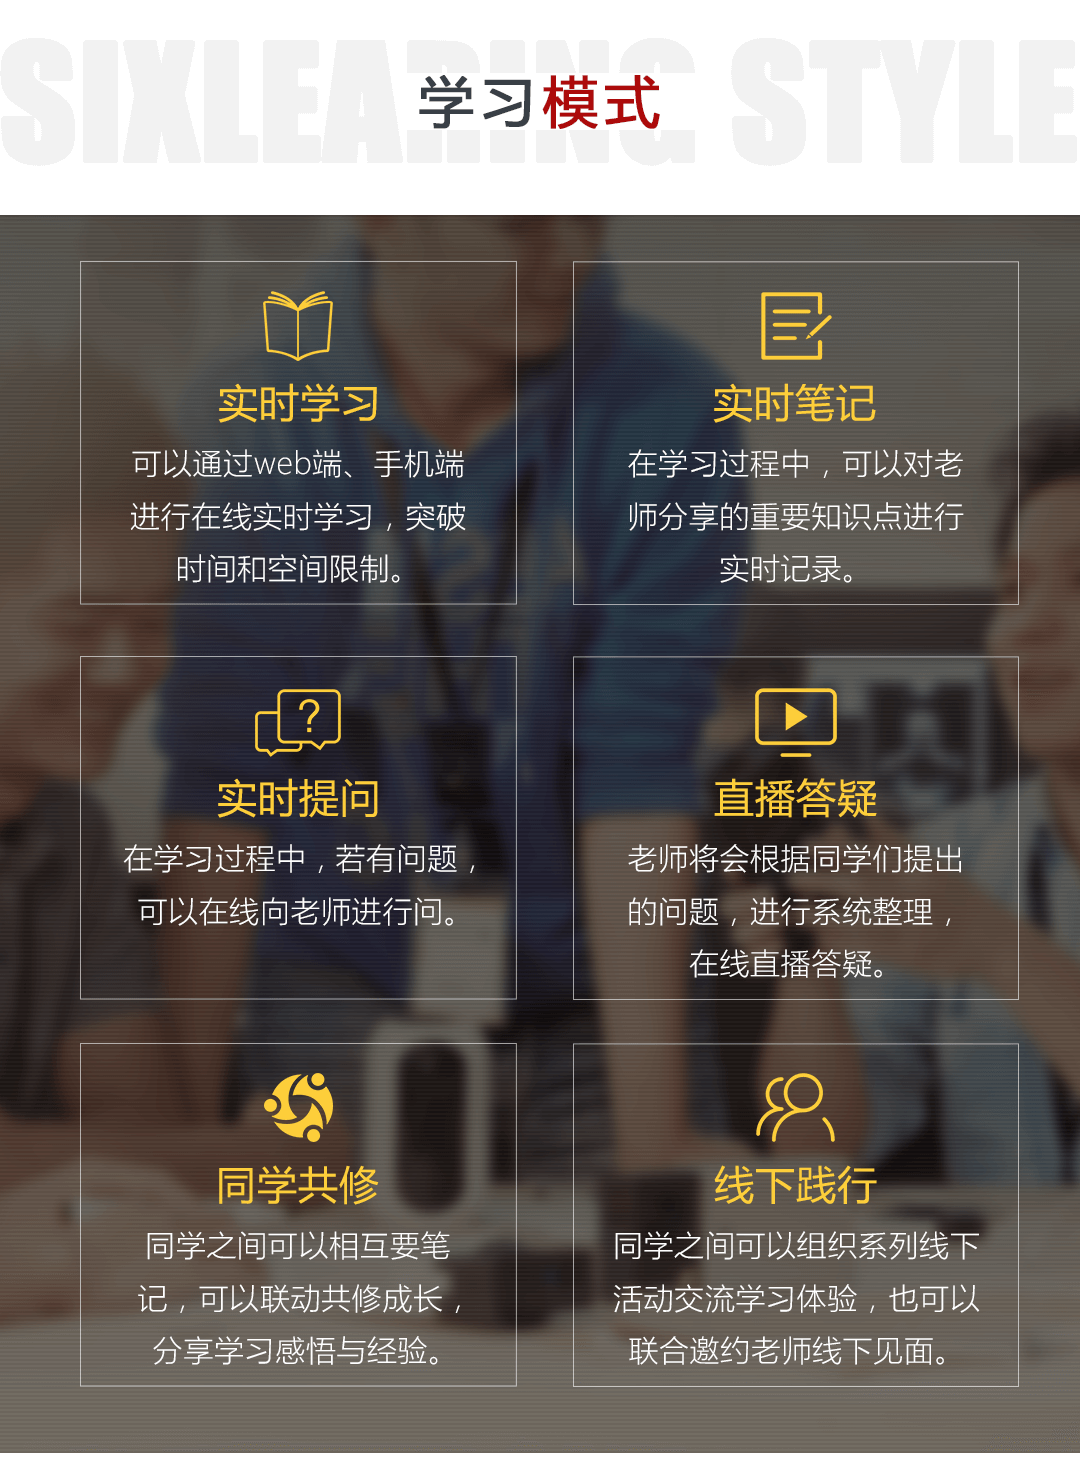 SIXLEARING STYLE
学习模式
实时学习
可以通过web端、手机端
进行在线实时学习，突破
时间和空间限制。
实时笔记
在学习过程中，可以对老
师分享的重要知识点进行
实时记录。
实时提问
在学习过程中，若有问题，
可以在线向老师进行问。
直播答疑
老师将会根据同学们提出
的问题，进行系统整理，
在线直播答疑。
同学共修
同学之间可以相互要笔
记，可以联动共修成长，
分享学习感悟与经验。
线下践行
同学之间可以组织系列线下
活动交流学习体验，也可以
联合邀约老师线下见面。